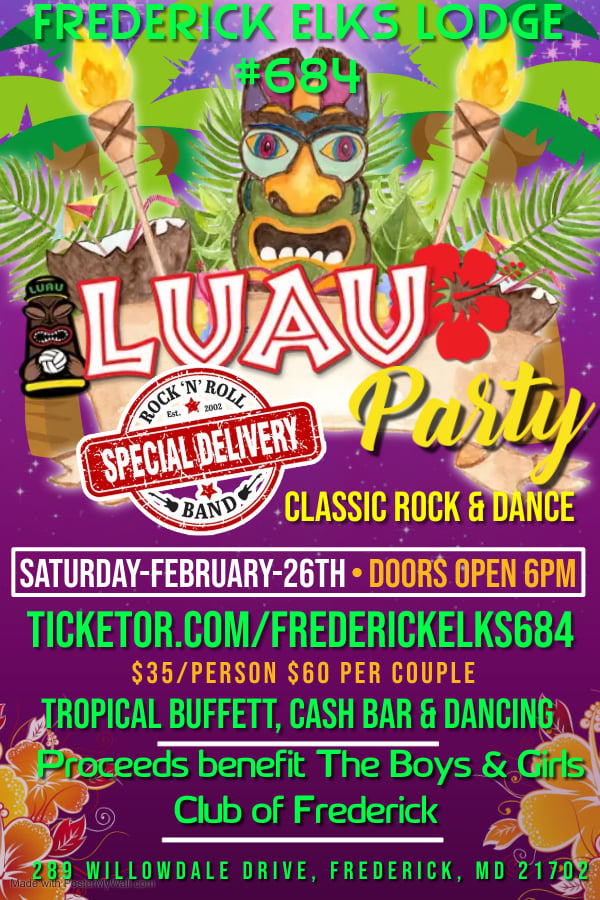 FREDERICK ELKS LODGE
#684
LUAU
LUAU
Party
ROCK 'N' ROLL
Est. 2002
SPECIAL DELIVERY
BAND
CLASSIC ROCK & DANCE
SATURDAY-FEBRUARY-26TH • DOORS OPEN 6PM
TICKETOR.COM/FREDERICKELKS684
$35/PERSON $60 PER COUPLE
TROPICAL BUFFETT, CASH BAR & DANCING
Proceeds benefit The Boys & Girls
Club of Frederick
289 WILLOWDALE DRIVE, FREDERICK, MD 21702
Made with PosterMyWall.com